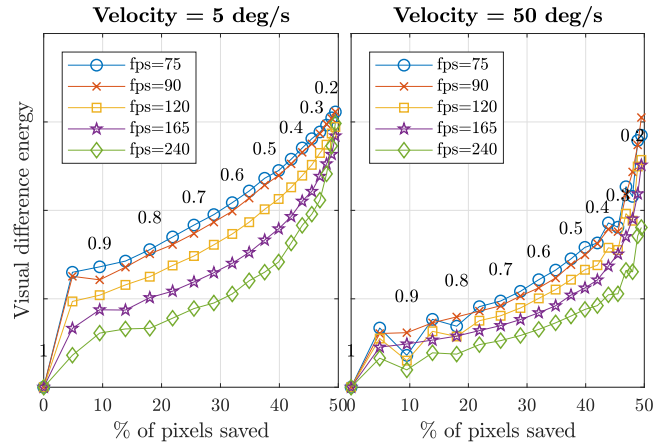 Velocity = 5 deg/s
Velocity = 50 deg/s
fps=75
fps=90
fps=120
fps=165
fps=240
fps=75
fps=90
fps=120
fps=165
fps=240
0.2
0.3
0.4
0.5
0.6
0.7
0.8
0.9
1
0.2
0.3
0.4
0.5
0.6
0.7
0.8
0.9
1
Visual difference energy
0 10 20 30 40 50
0 10 20 30 40 50
% of pixels saved
% of pixels saved